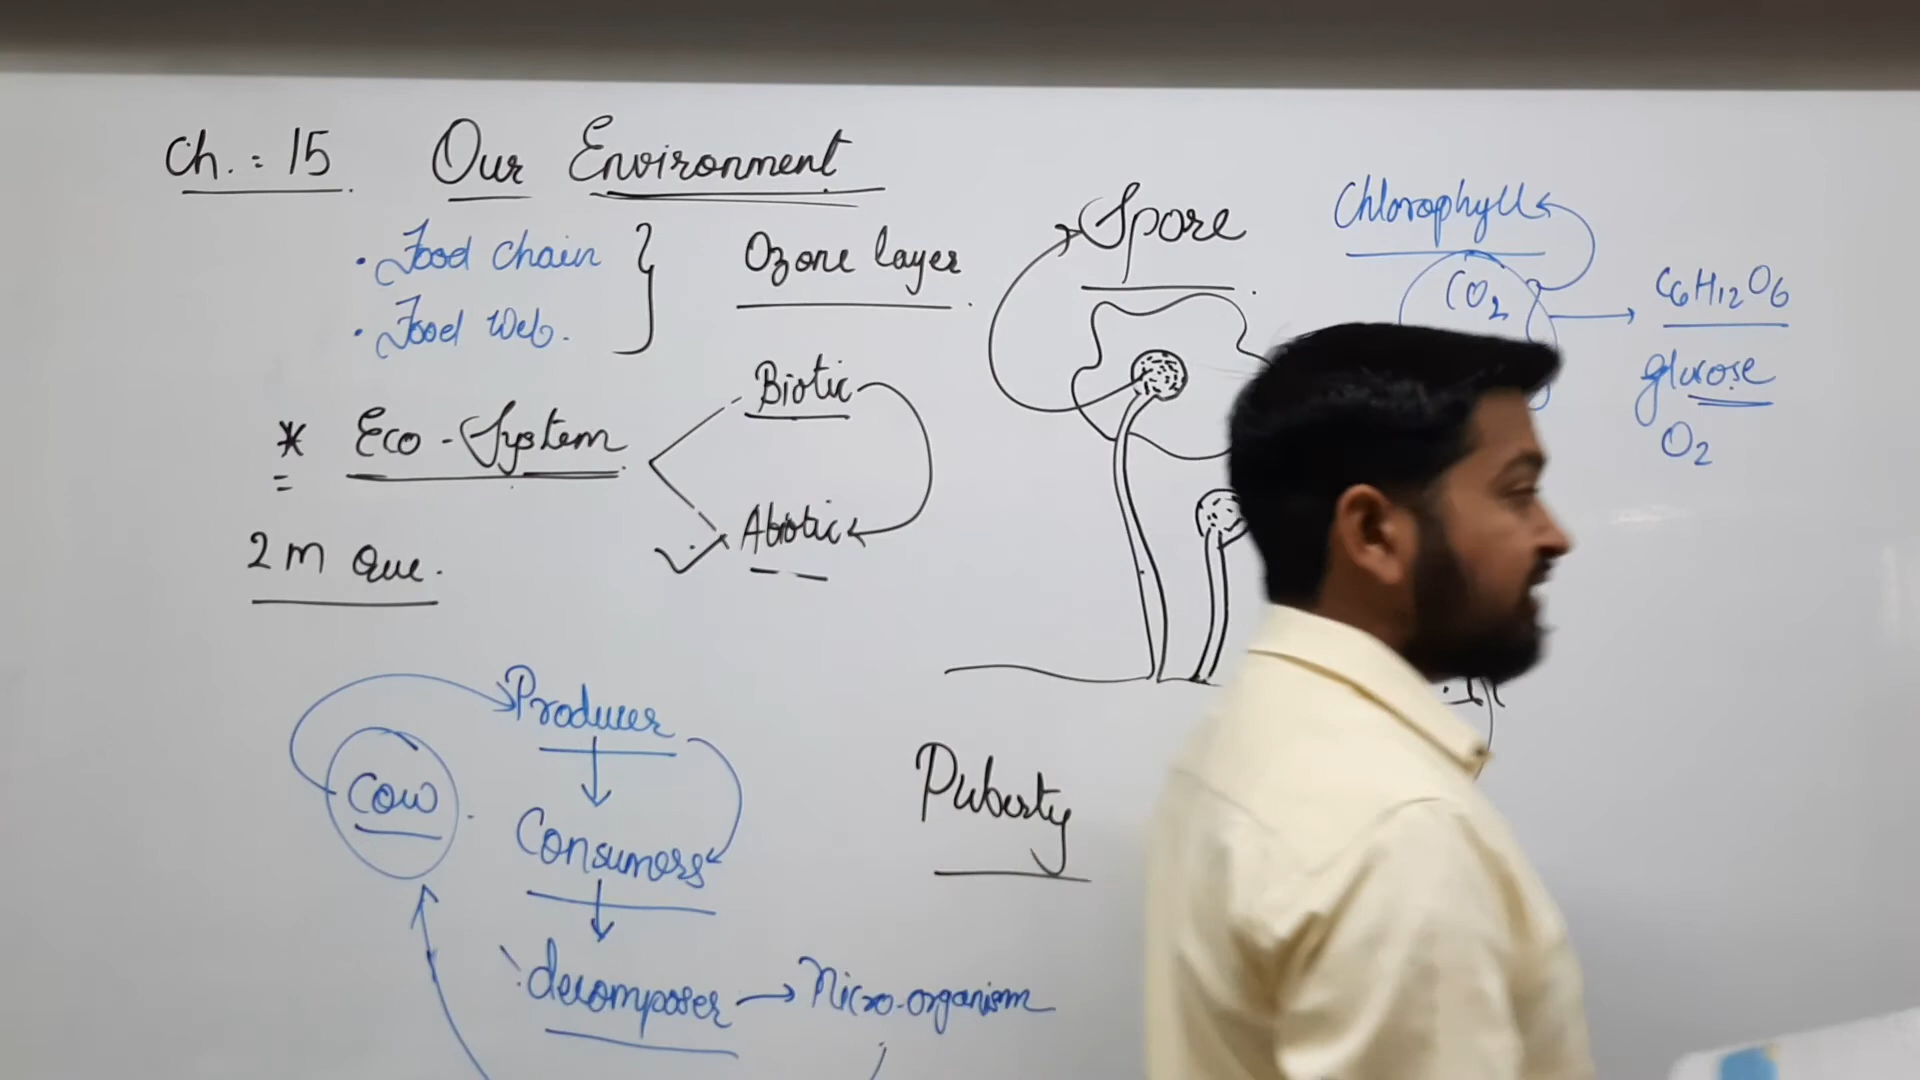 Ch. : 15 Our Environment
• Food chain
• Food Web.
Ozone layer
* Eco-System
Biotic
Abiotic
2 m Que.
Producer
Cow
Consumers
decomposer → Micro-organism
Spore
Puberty
Chlorophyll
CO2 → C6H12O6
glucose
O2